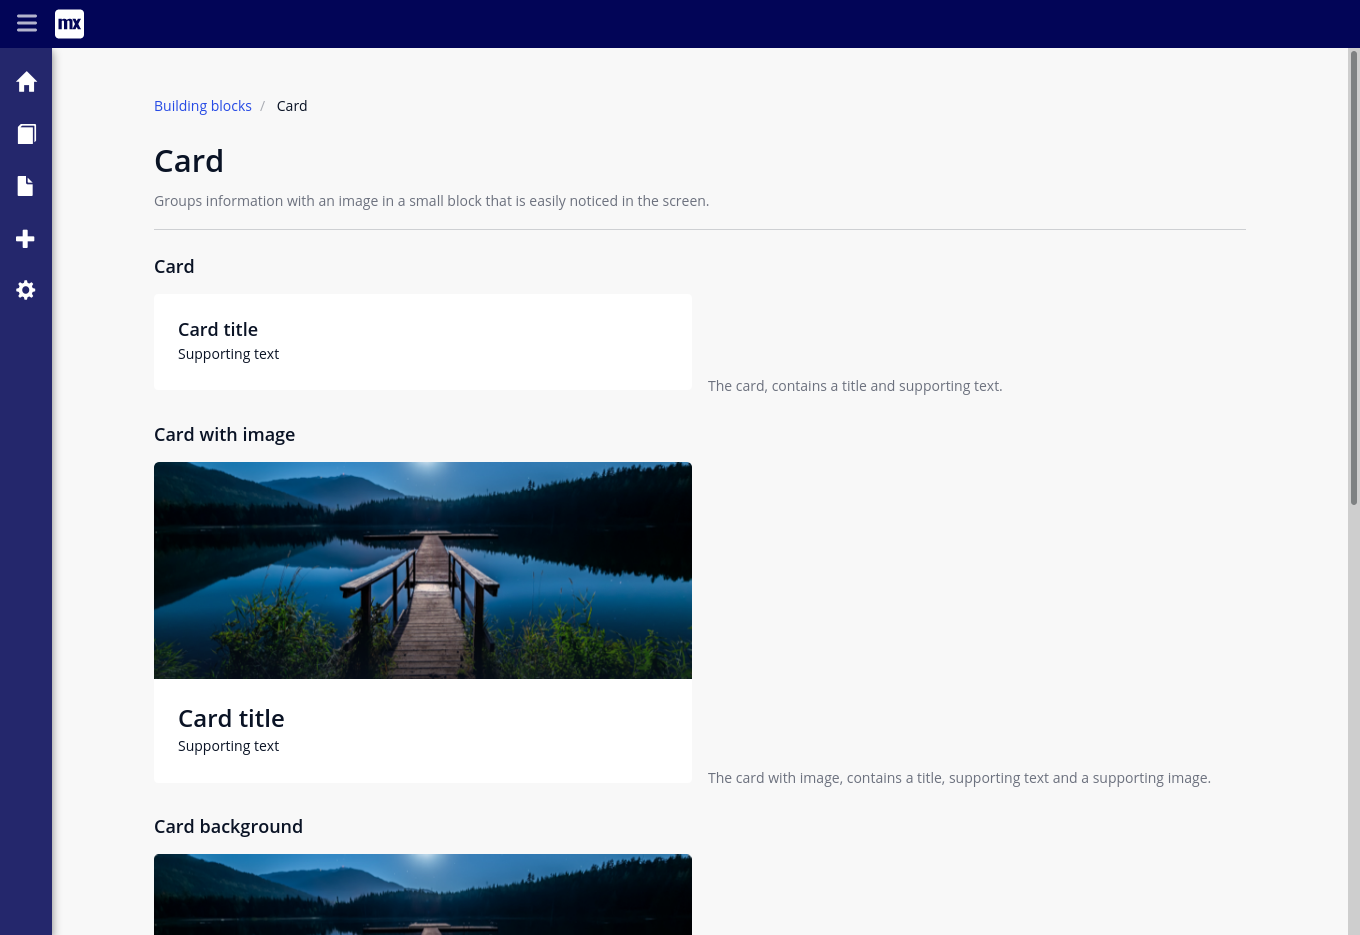 mx
Building blocks / Card
Card
Groups information with an image in a small block that is easily noticed in the screen.
Card
Card title
Supporting text
The card, contains a title and supporting text.
Card with image
Card title
Supporting text
The card with image, contains a title, supporting text and a supporting image.
Card background